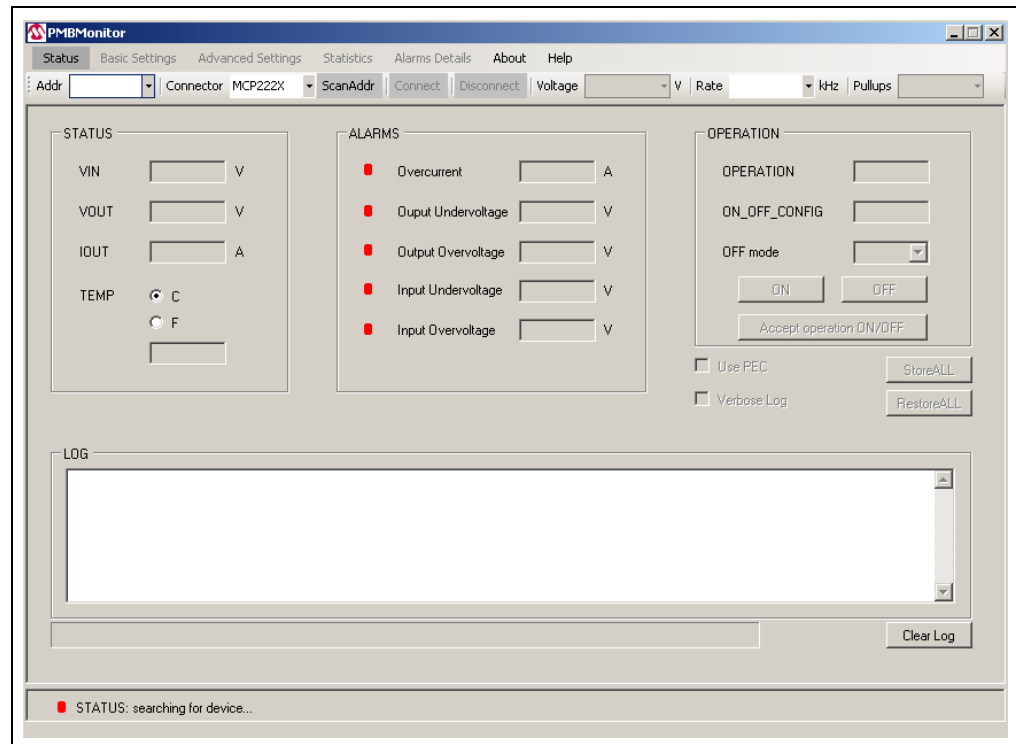 PMBMonitor
Status Basic Settings Advanced Settings Statistics Alarms Details About Help
Addr Connector MCP222X ScanAddr Connect Disconnect Voltage V Rate kHz Pullups
STATUS ALARMS OPERATION
VIN V Overcurrent A OPERATION
VOUT V Ouput Undervoltage V ON_OFF_CONFIG
IOUT A Output Overvoltage V OFF mode
TEMP C Input Undervoltage V ON OFF
F Input Overvoltage V Accept operation ON/OFF
Use PEC StoreALL
Verbose Log RestoreALL
LOG
Clear Log
STATUS: searching for device...